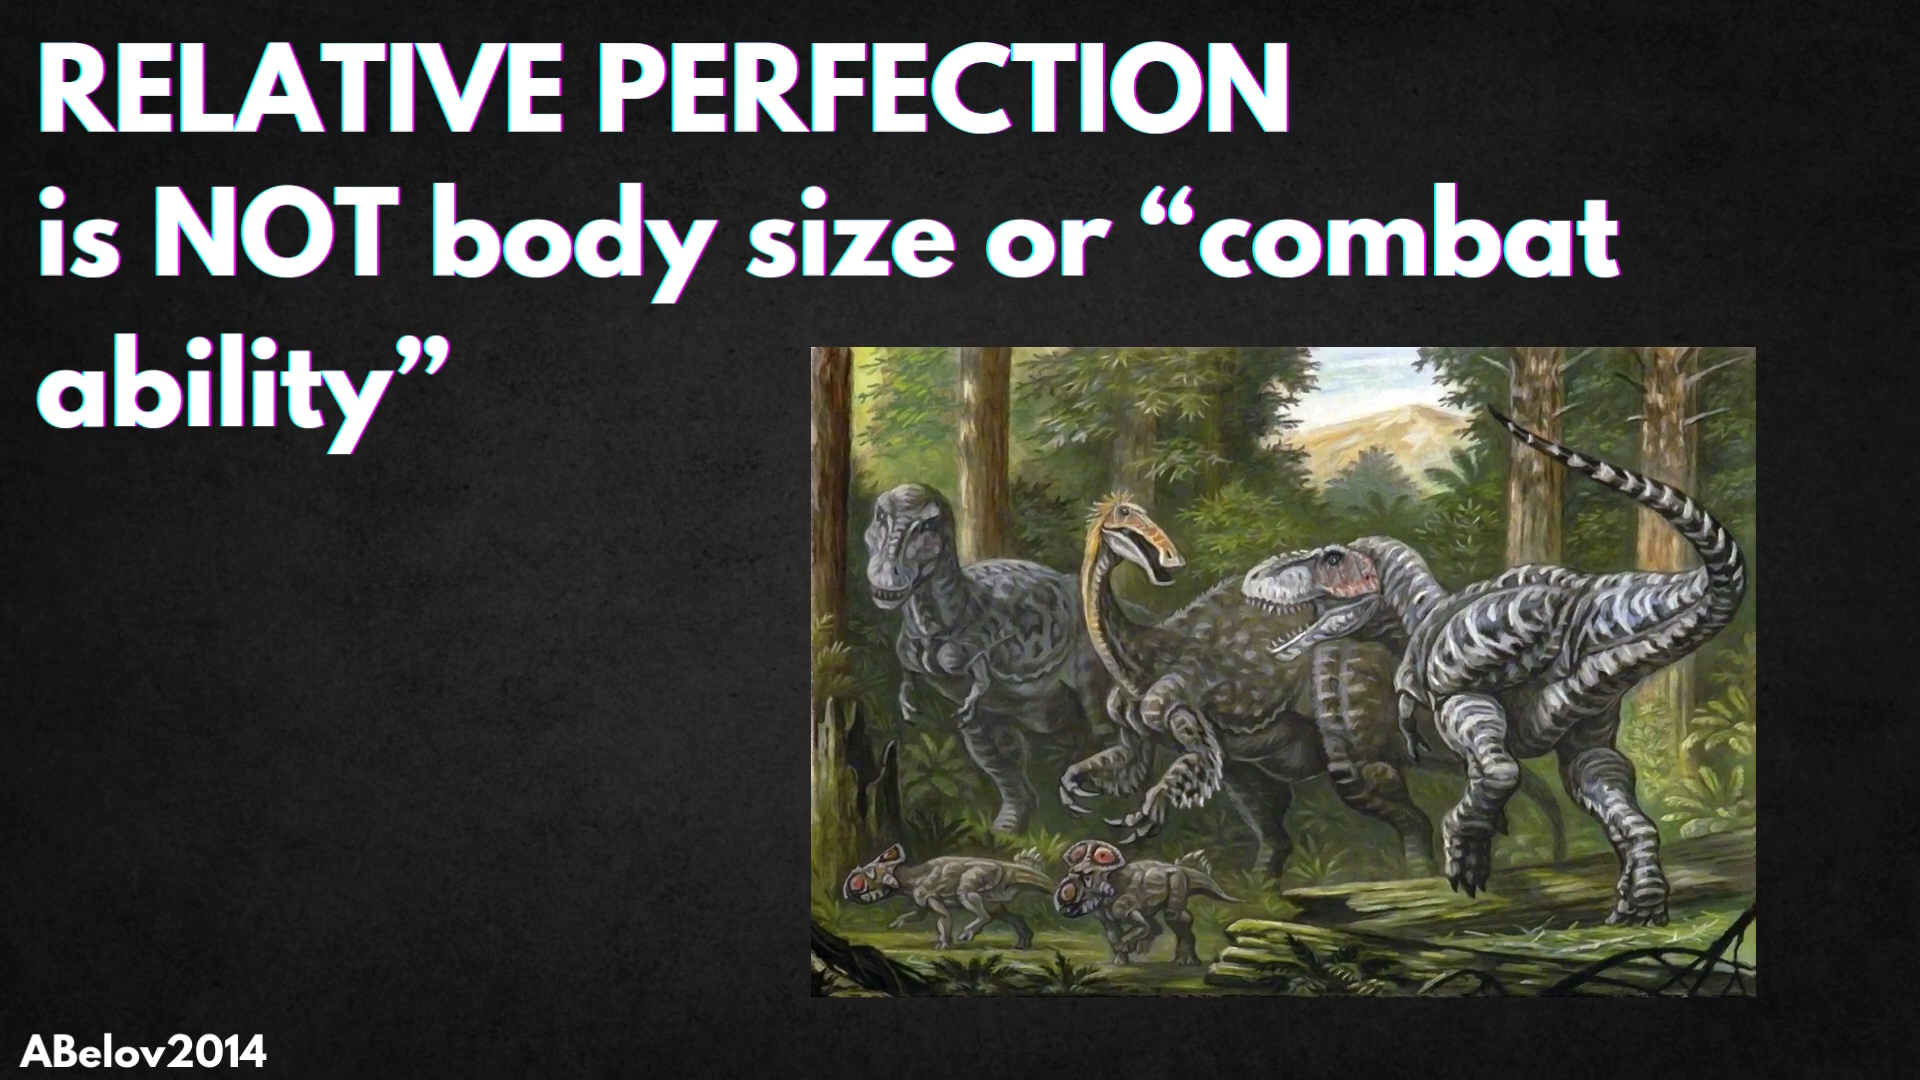 RELATIVE PERFECTION
is NOT body size or “combat
ability”
ABelov2014